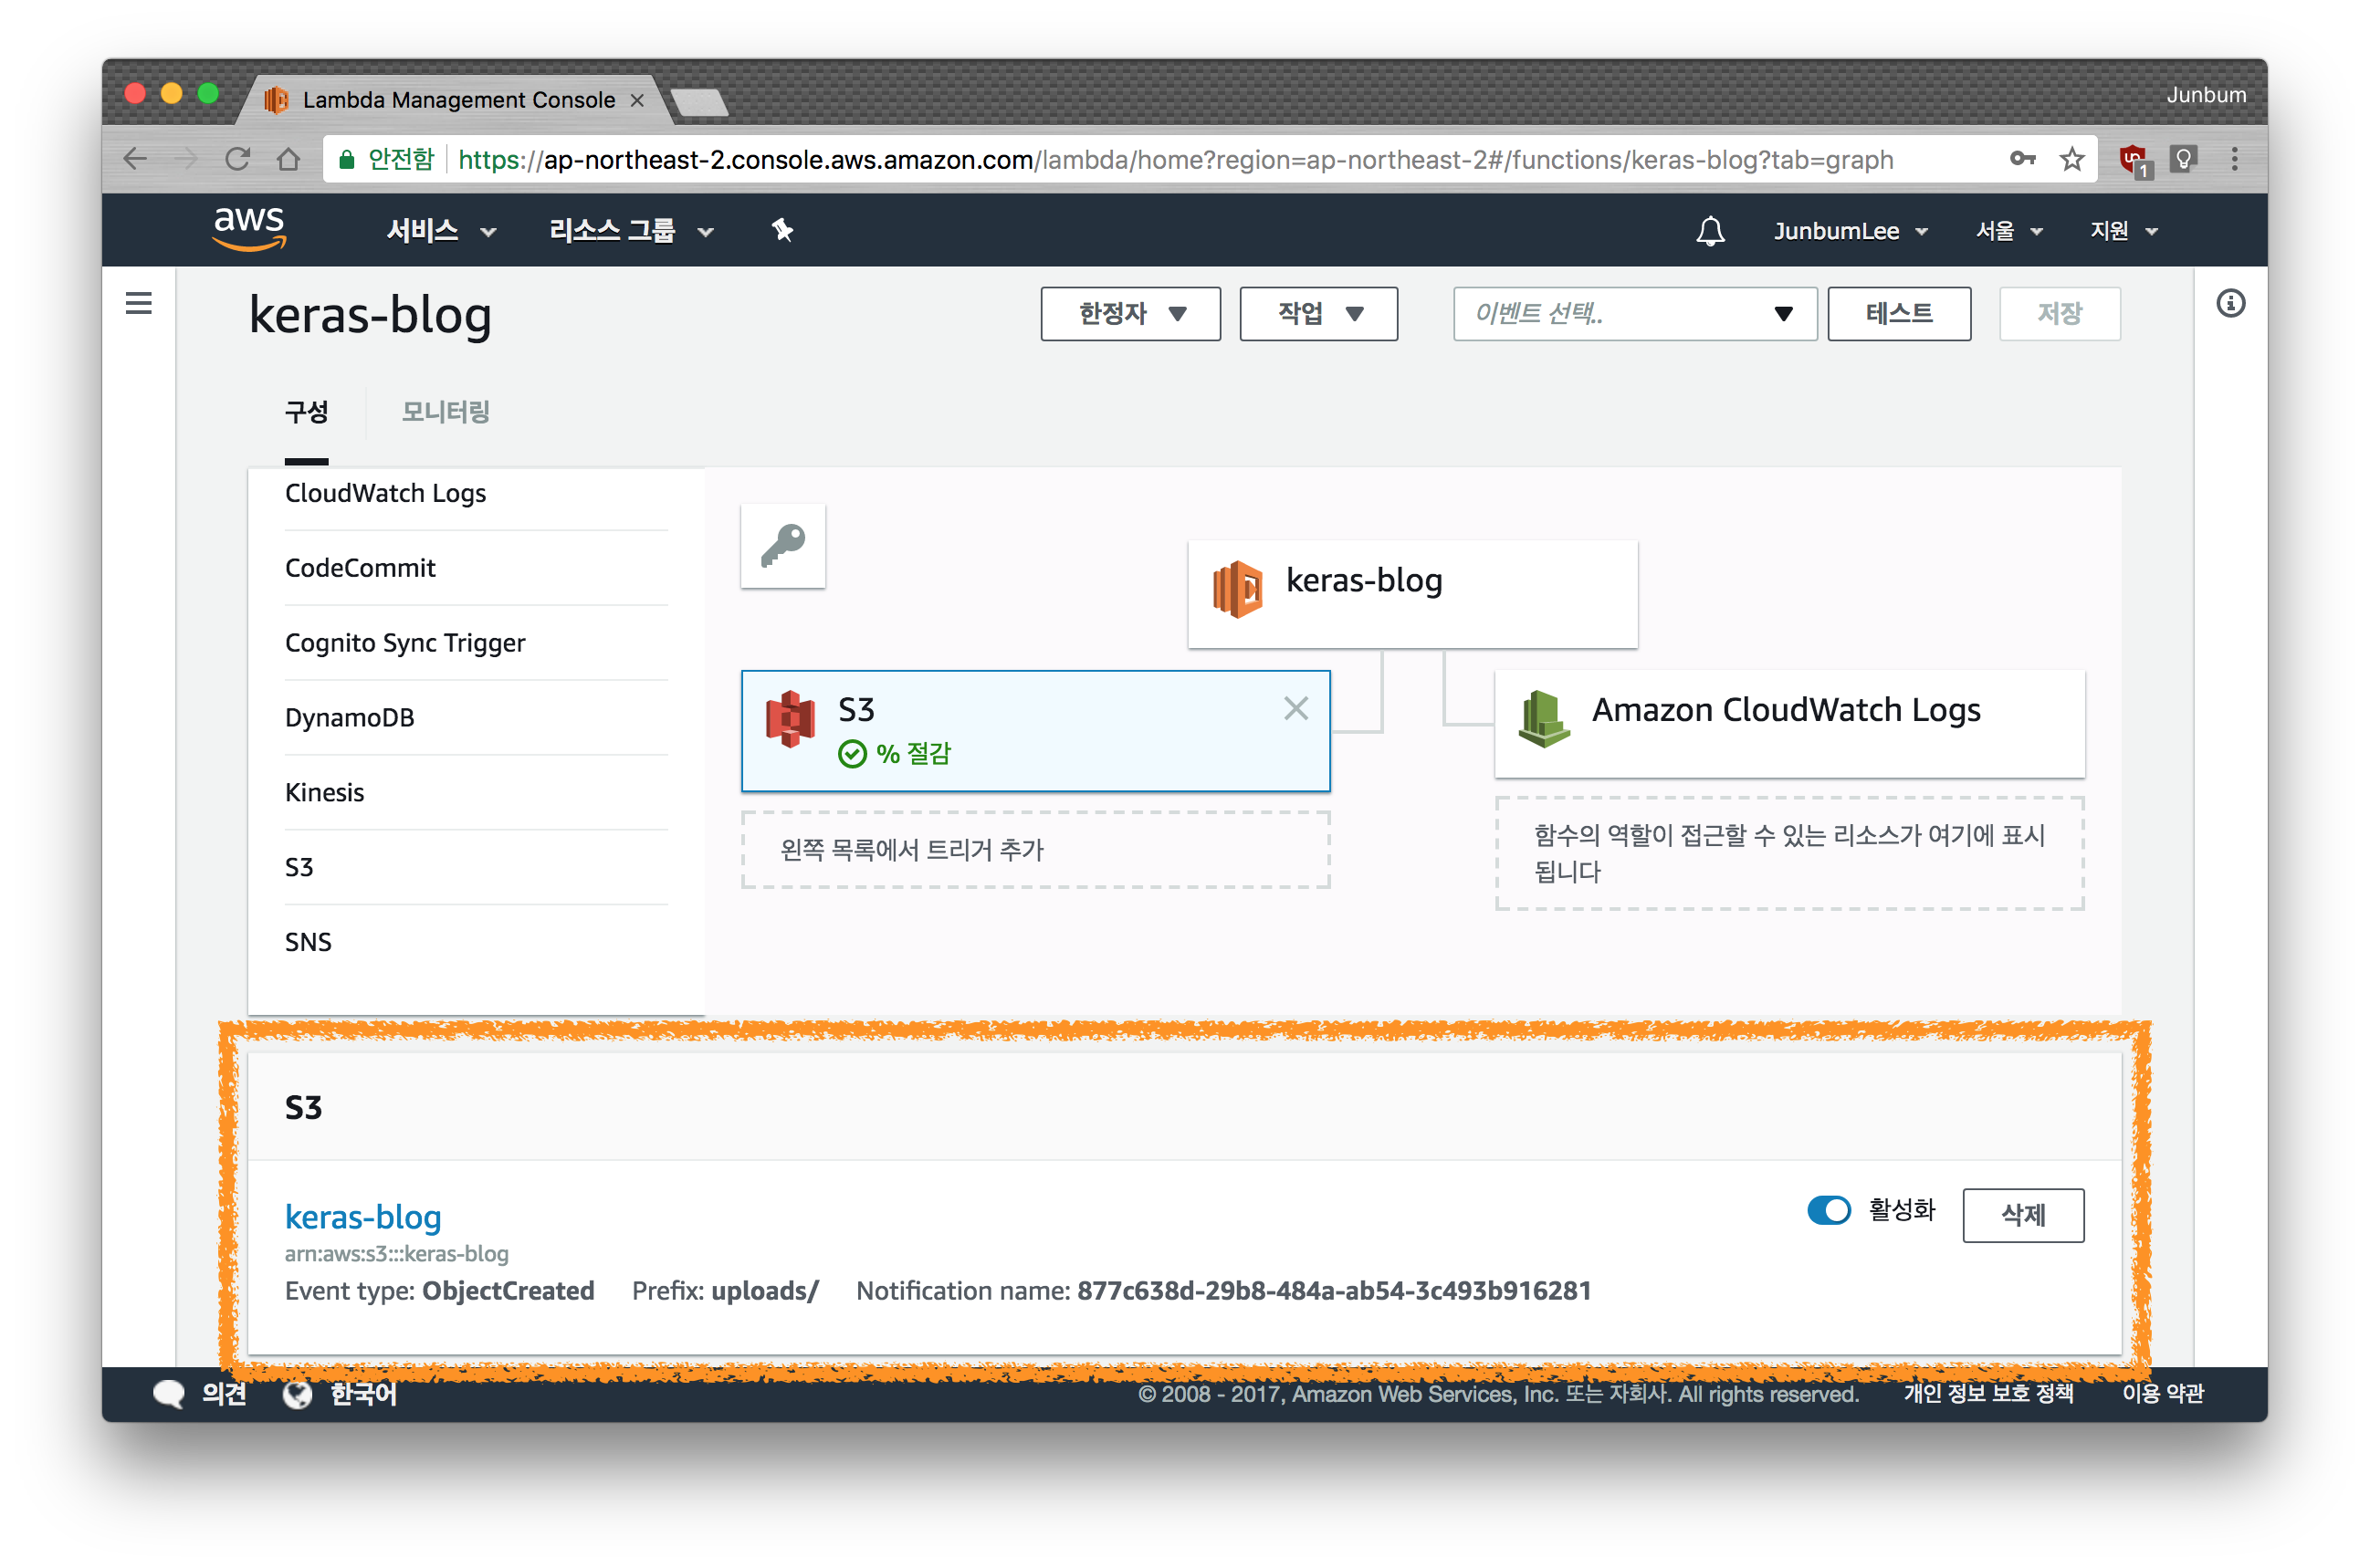 Lambda Management Console
Junbum
안전함 https://ap-northeast-2.console.aws.amazon.com/lambda/home?region=ap-northeast-2#/functions/keras-blog?tab=graph
1
aws 서비스 리소스 그룹 JunbumLee 서울 지원
keras-blog 한정자 작업 이벤트 선택.. 테스트 저장
구성 모니터링
CloudWatch Logs
CodeCommit
Cognito Sync Trigger
DynamoDB
Kinesis
S3
SNS
keras-blog
S3
% 절감
왼쪽 목록에서 트리거 추가
Amazon CloudWatch Logs
함수의 역할이 접근할 수 있는 리소스가 여기에 표시
됩니다
S3
keras-blog 활성화 삭제
arn:aws:s3:::keras-blog
Event type: ObjectCreated Prefix: uploads/ Notification name: 877c638d-29b8-484a-ab54-3c493b916281
의견 한국어 © 2008 - 2017, Amazon Web Services, Inc. 또는 자회사. All rights reserved. 개인 정보 보호 정책 이용 약관